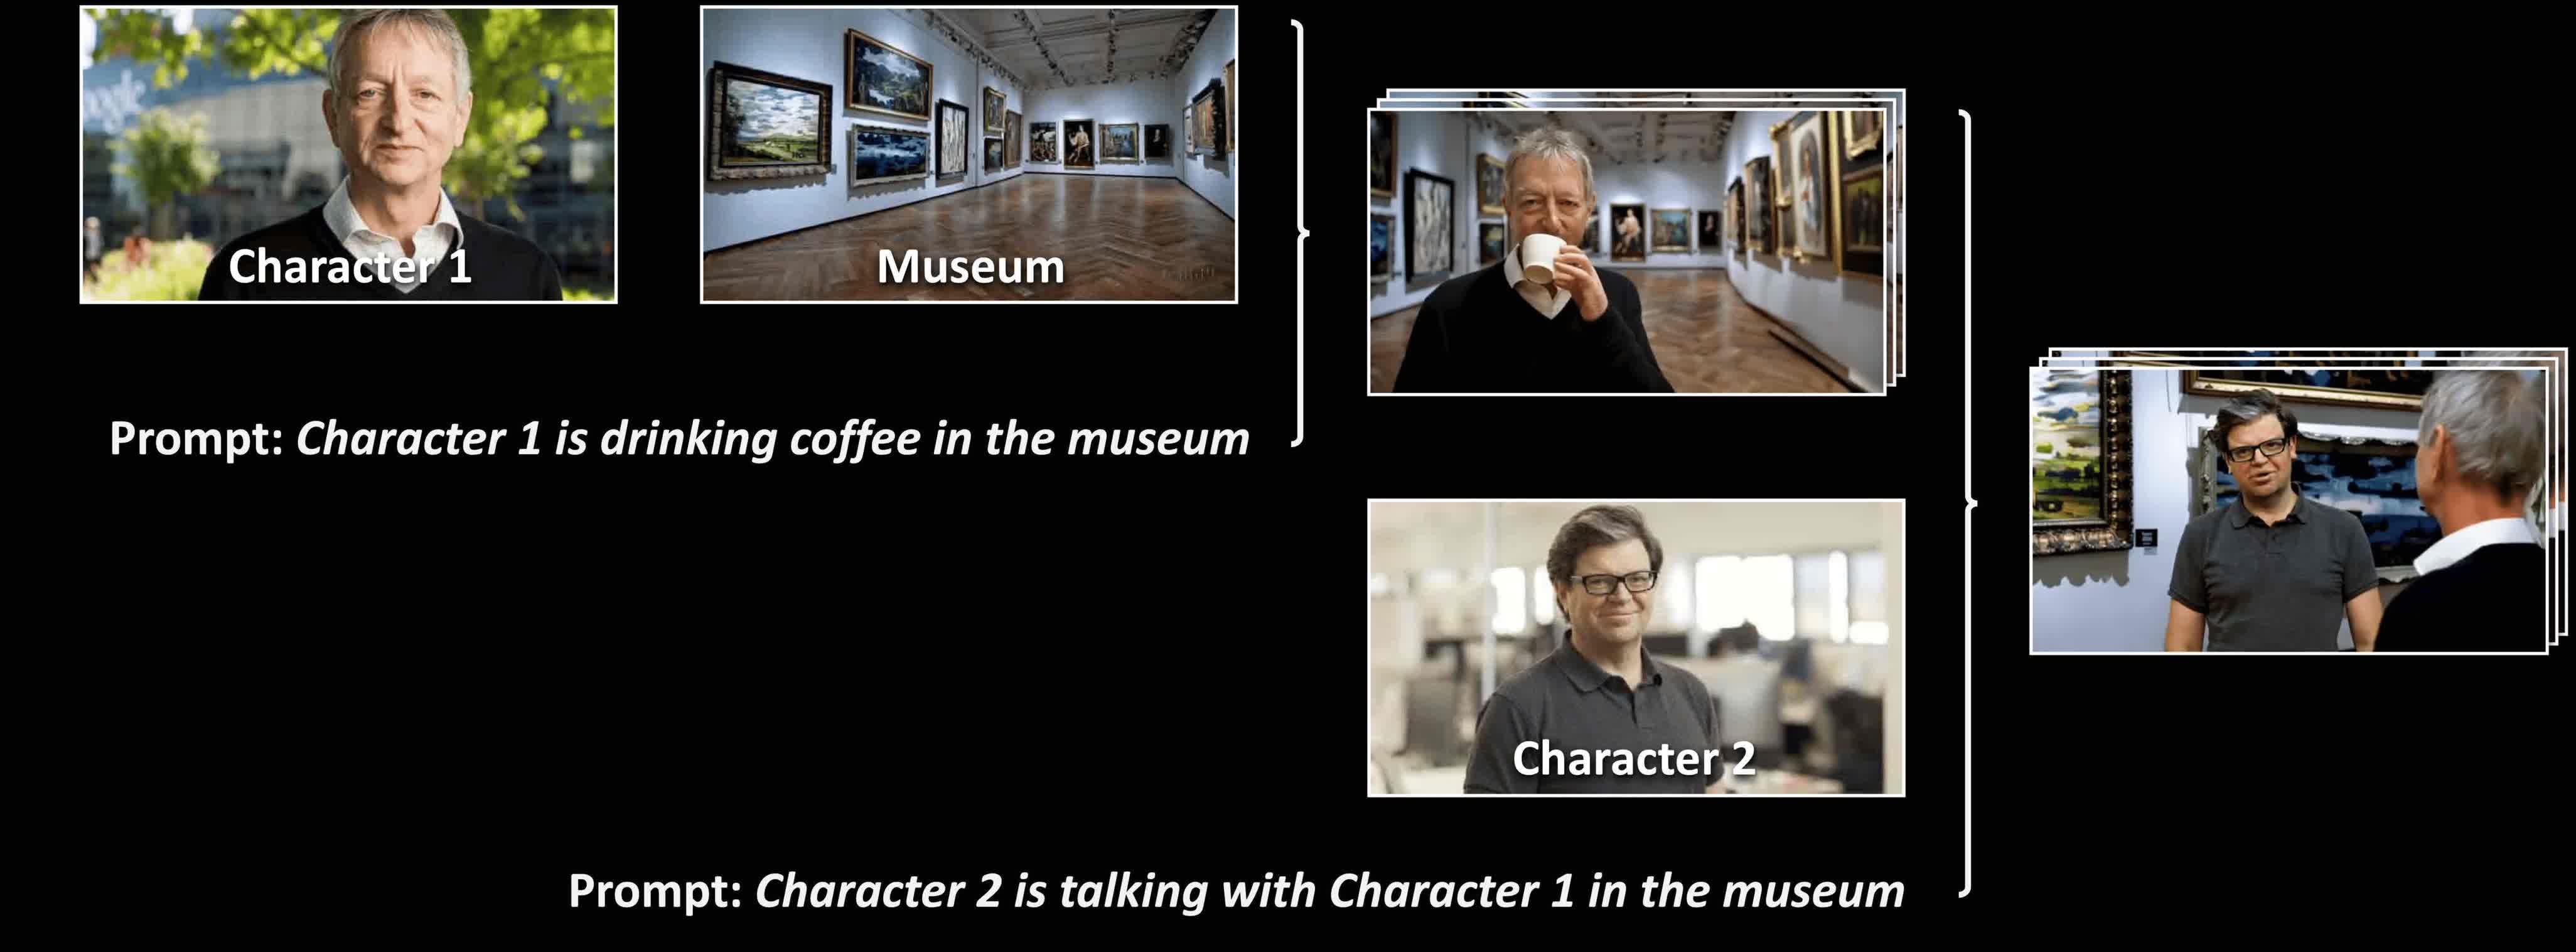 Character 1
Museum
Prompt: Character 1 is drinking coffee in the museum
Character 2
Prompt: Character 2 is talking with Character 1 in the museum